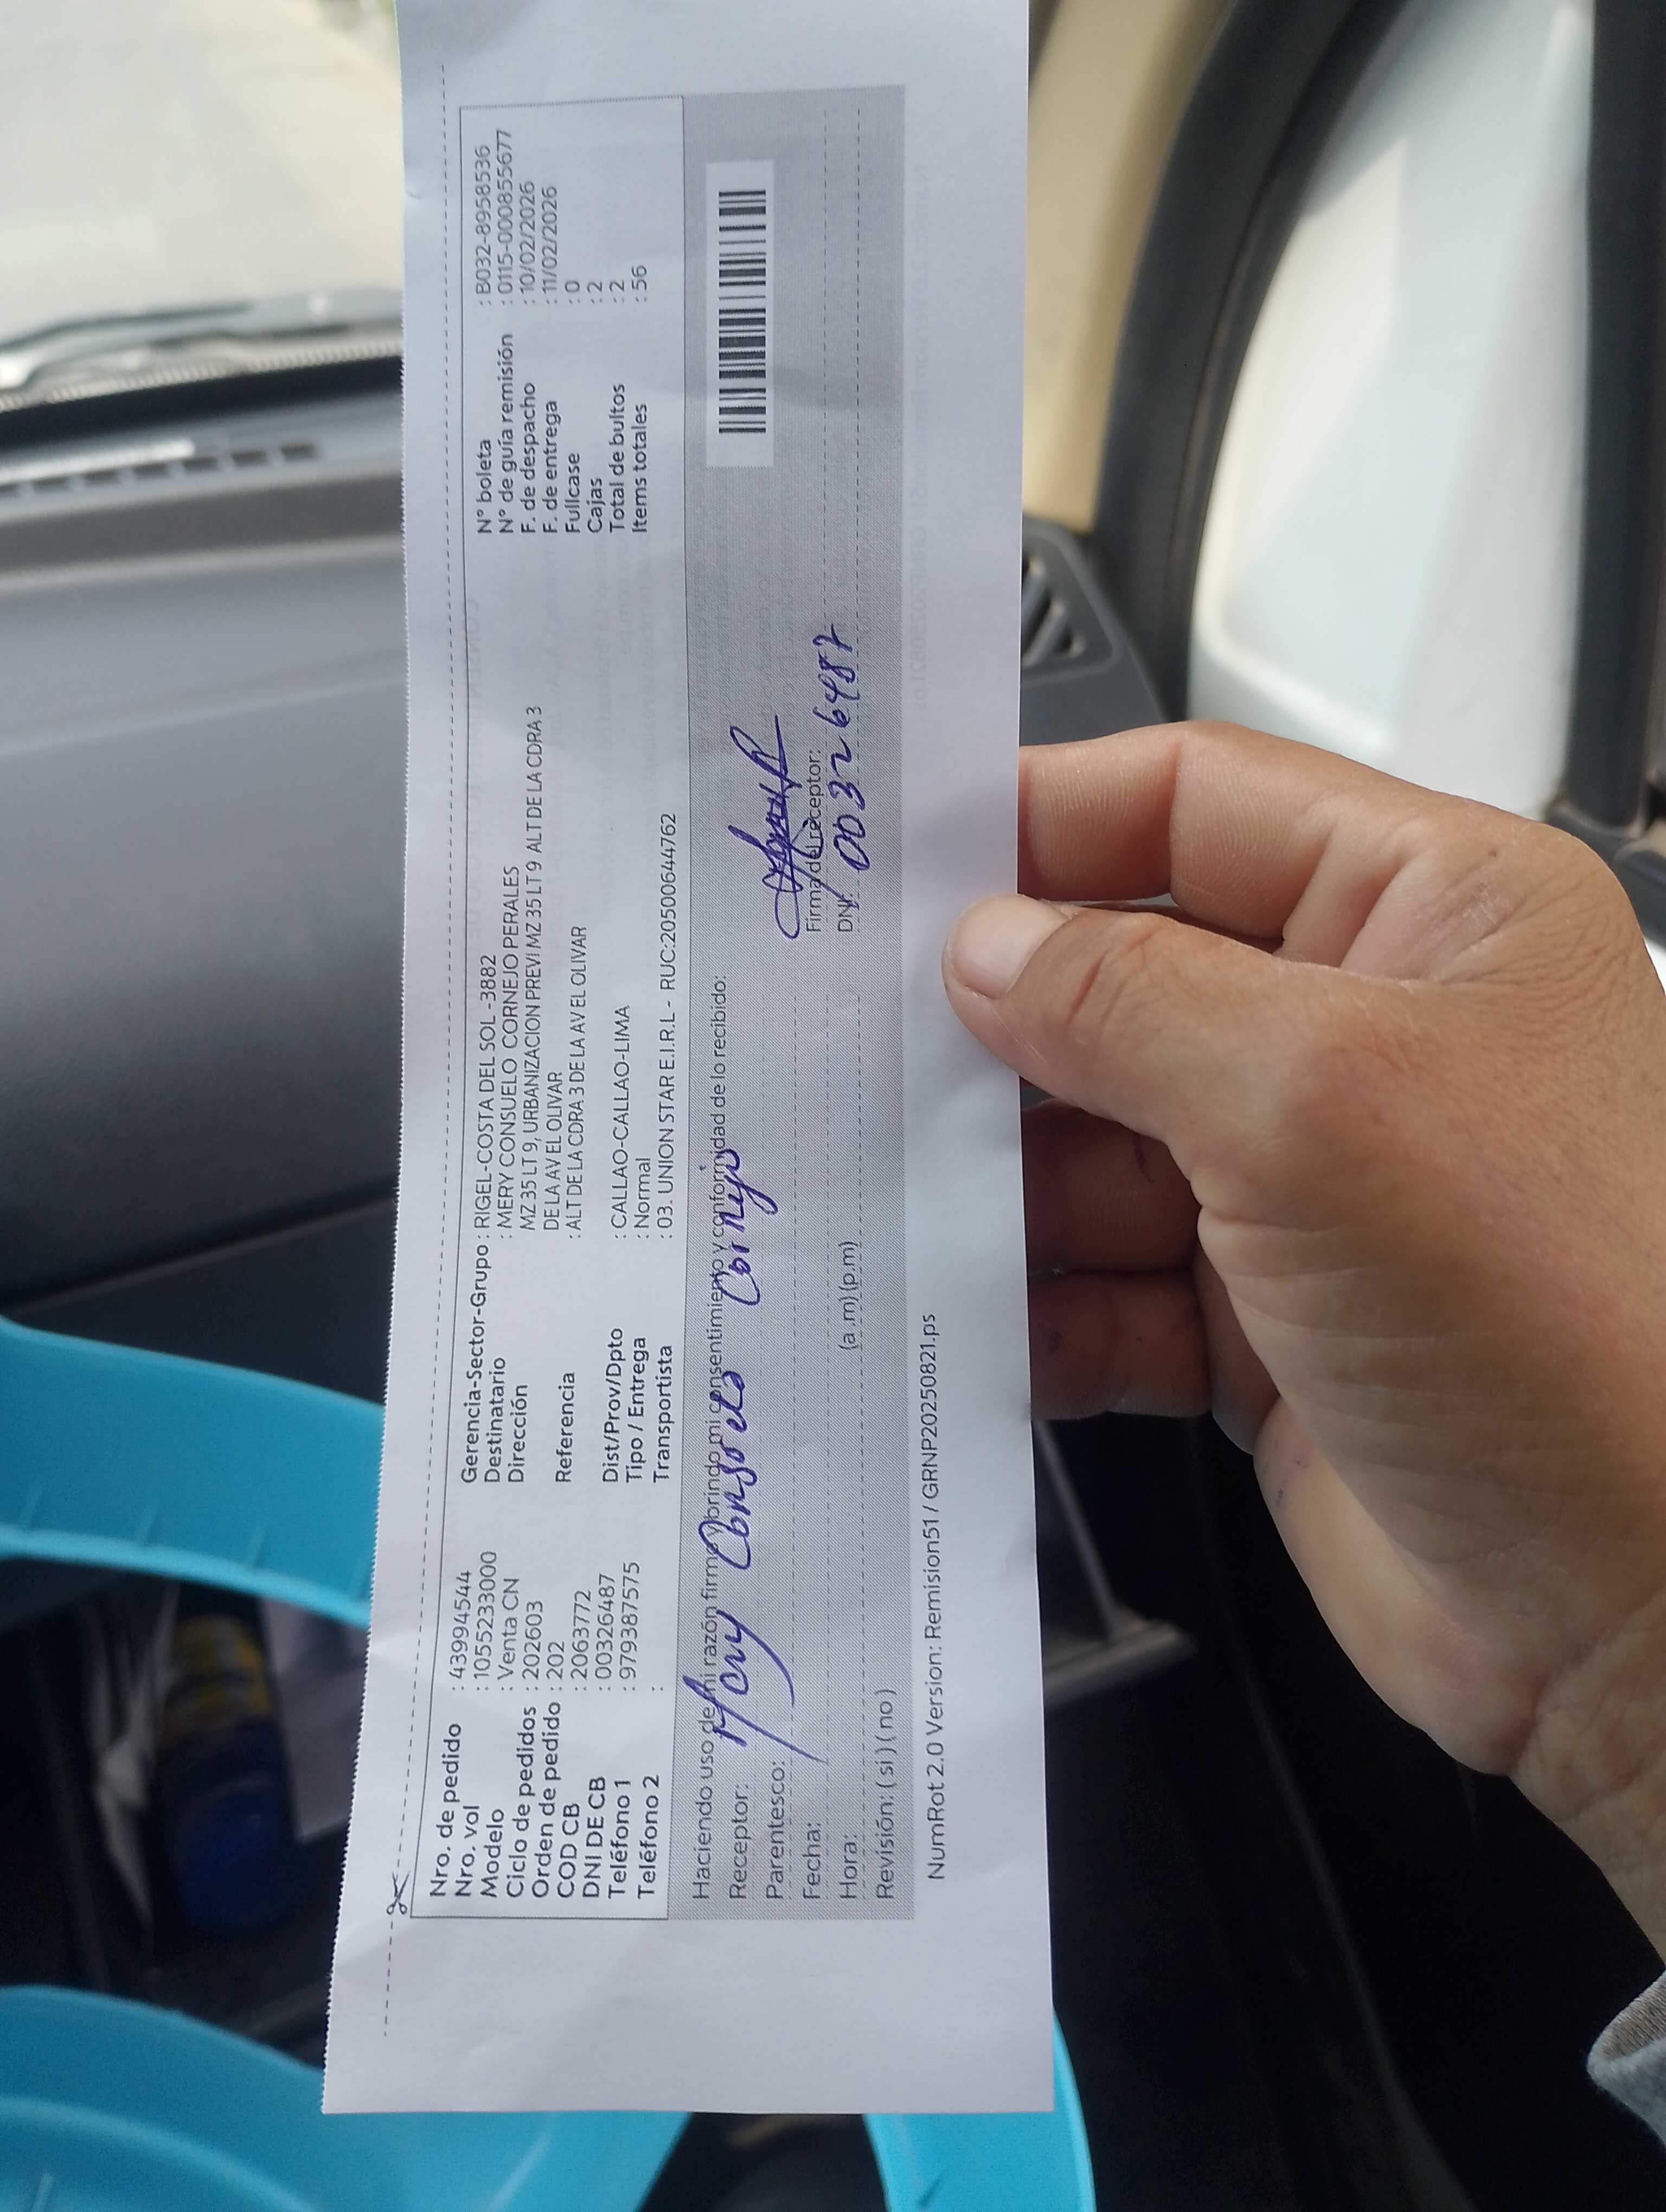 Nro. de pedido : 439994544
Nro. vol : 1055233000
Modelo : Venta CN
Ciclo de pedidos : 202603
Orden de pedido : 202
COD CB : 20637772
DNI DE CB : 00326487
Teléfono 1 : 979387575
Teléfono 2 :
Gerencia-Sector-Grupo : RIGEL-COSTA DEL SOL -3882
Destinatario : MERY CONSUELO CORNEJO PERALES
Dirección MZ 35 LT 9, URBANIZACION PREVI MZ 35 LT 9 ALT DE LA CDRA 3
DE LA AV EL OLIVAR
Referencia : ALT DE LA CDRA 3 DE LA AV EL OLIVAR
Dist/Prov/Dpto : CALLAO-CALLAO-LIMA
Tipo / Entrega : Normal
Transportista : 03. UNION STAR E.I.R.L - RUC:20500644762
N° boleta : B032-8958536
N° de guía remisión : 0115-0008555677
F. de despacho : 10/02/2026
F. de entrega : 11/02/2026
Fullcase : 0
Cajas : 2
Total de bultos : 2
Items totales : 56
Haciendo uso de mi razón firmo brindo mi consentimiento y conformidad de lo recibido:
Receptor: Mery Consuelo Cornejo
Parentesco:
Fecha:
Hora: (a.m) (p.m)
Revisión: ( si ) ( no )
Firma del receptor:
DNI: 00326487
NumRot 2.0 Version: Remision51 / GRNP20250821.ps